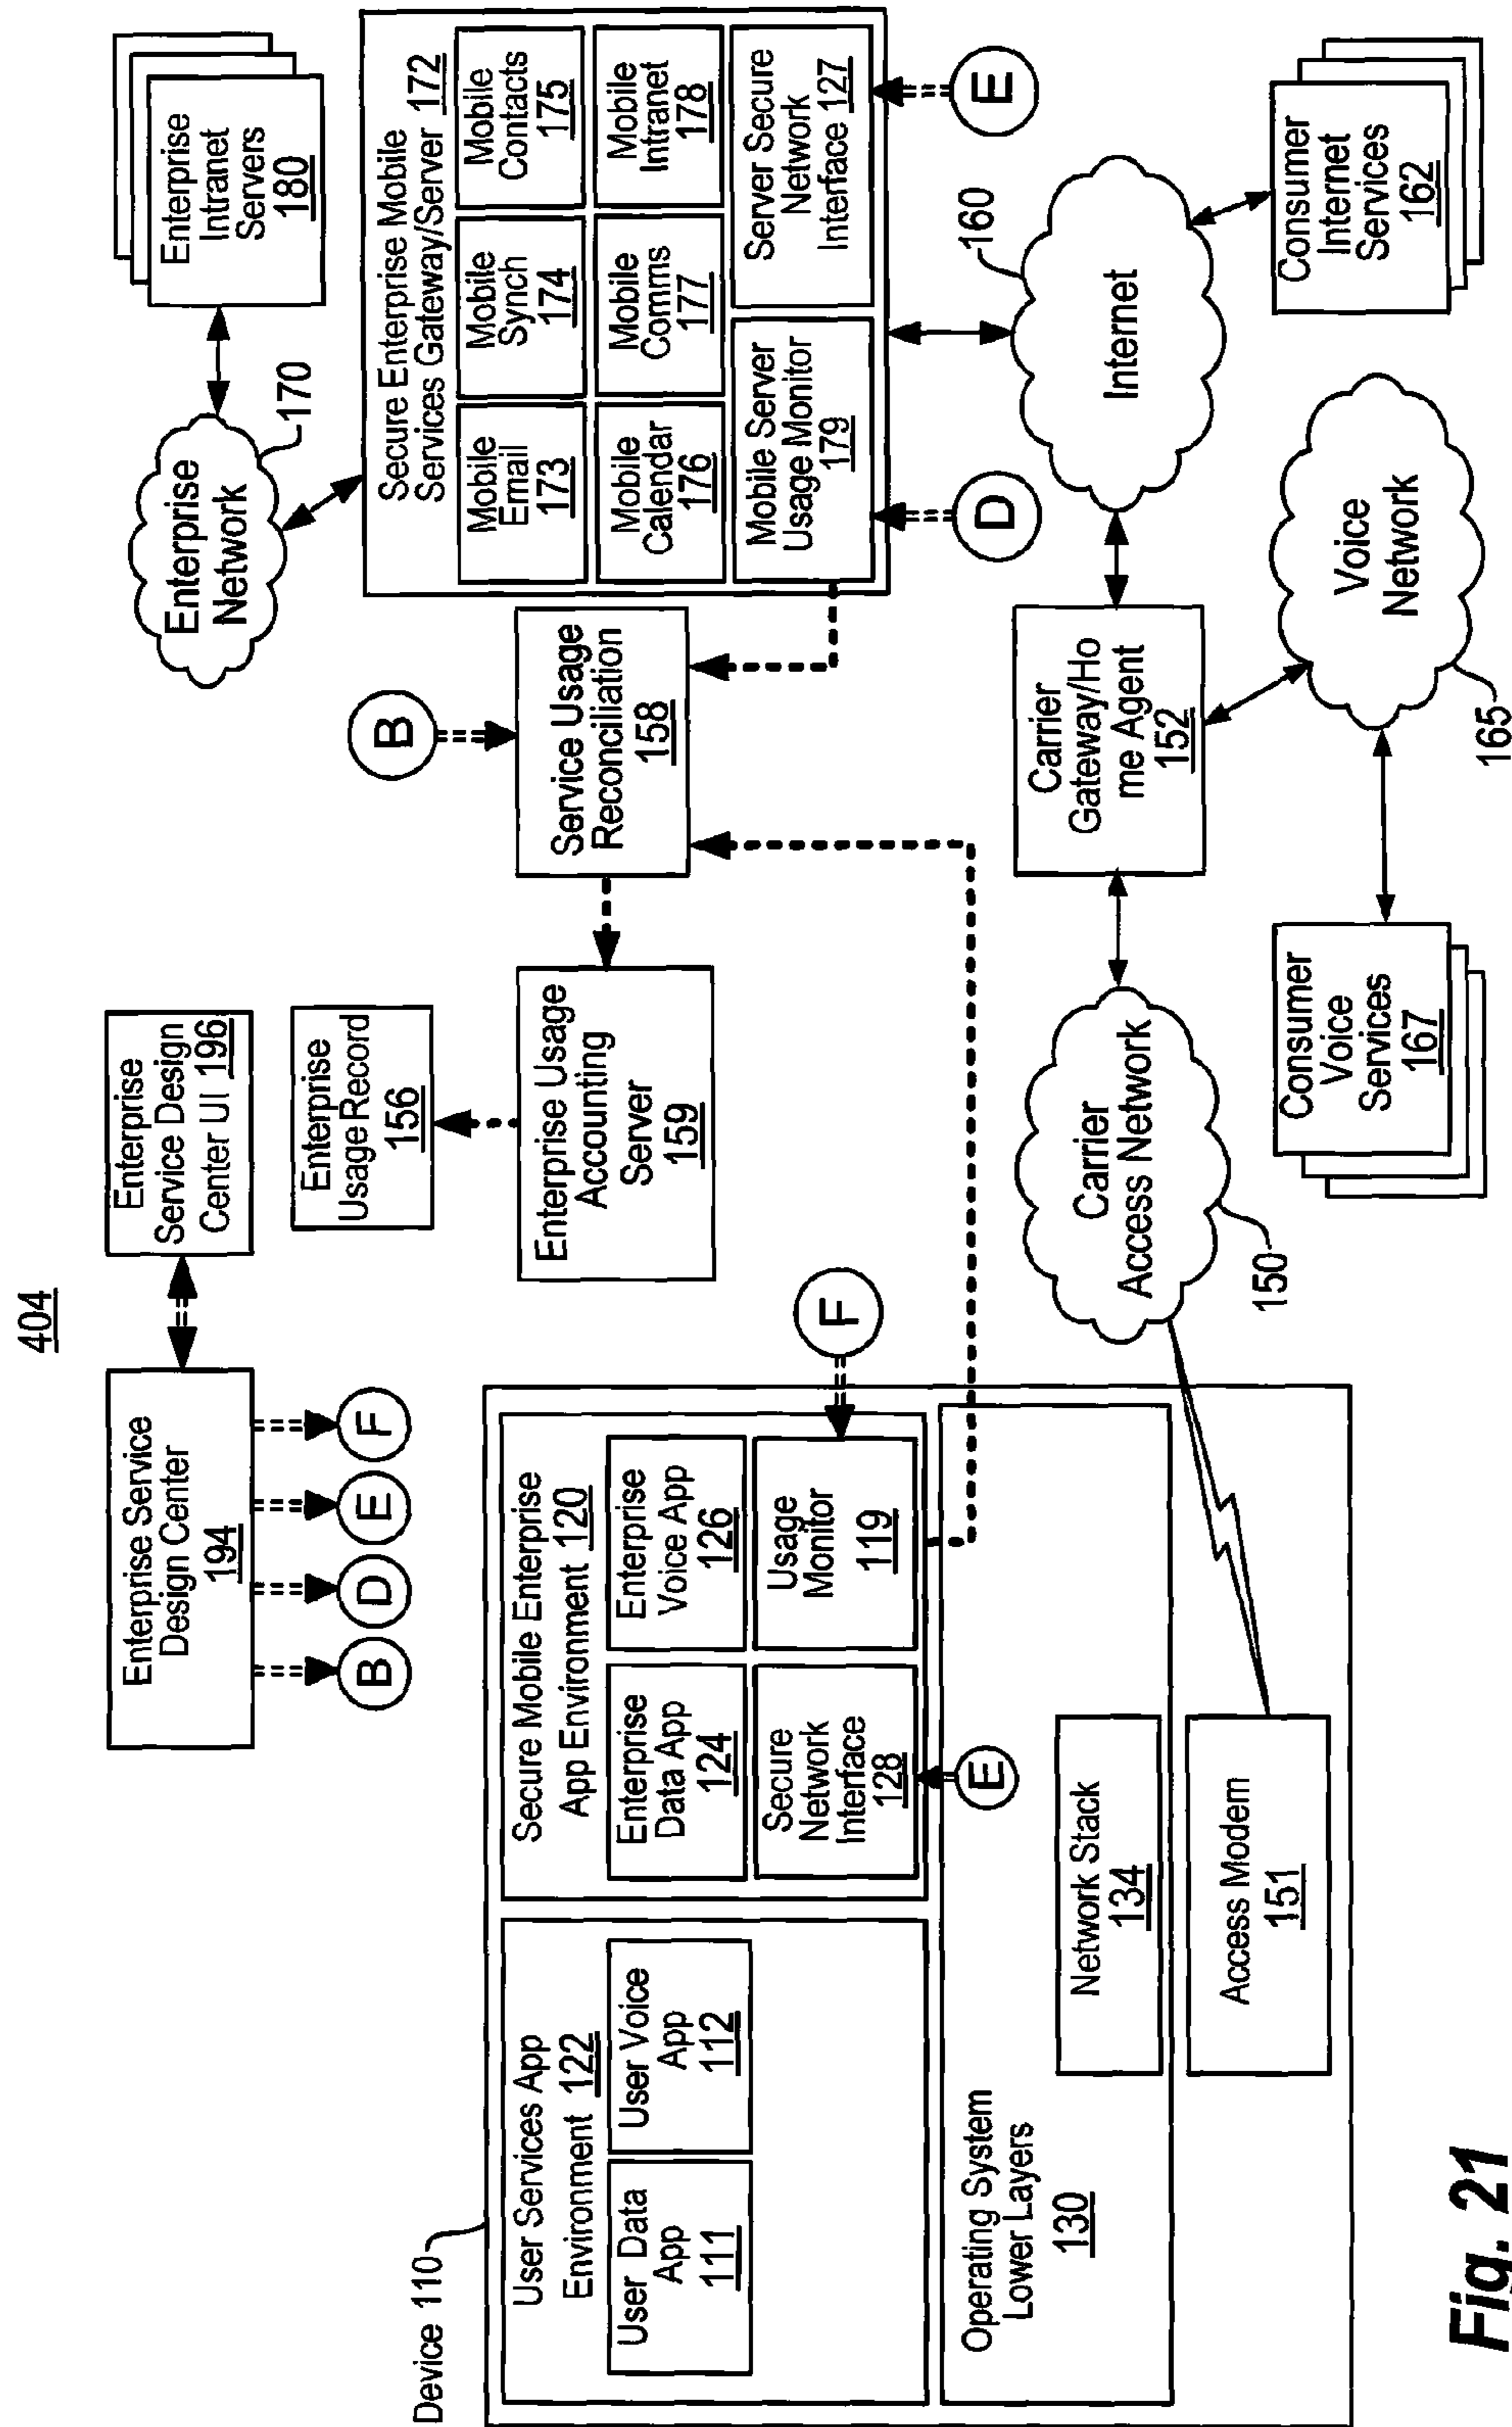 404
Enterprise Service
Design Center
194
Enterprise
Service Design
Center UI 196
B
D
E
F
Enterprise
Usage Record
156
Enterprise Usage
Accounting
Server
159
B
Service Usage
Reconciliation
158
Enterprise
Network
170
Enterprise
Intranet
Servers
180
Secure Enterprise Mobile
Services Gateway/Server 172
Mobile
Email
173
Mobile
Synch
174
Mobile
Contacts
175
Mobile
Calendar
176
Mobile
Comms
177
Mobile
Intranet
178
Mobile Server
Usage Monitor
179
Server Secure
Network
Interface 127
D
E
Device 110
User Services App
Environment 122
User Data
App
111
User Voice
App
112
Secure Mobile Enterprise
App Environment 120
Enterprise
Data App
124
Enterprise
Voice App
126
Secure
Network
Interface
128
Usage
Monitor
119
F
E
Operating System
Lower Layers
130
Network Stack
134
Access Modem
151
Carrier
Access Network
150
Carrier
Gateway/Ho
me Agent
152
Internet
160
Consumer
Internet
Services
162
Voice
Network
165
Consumer
Voice
Services
167
Fig. 21